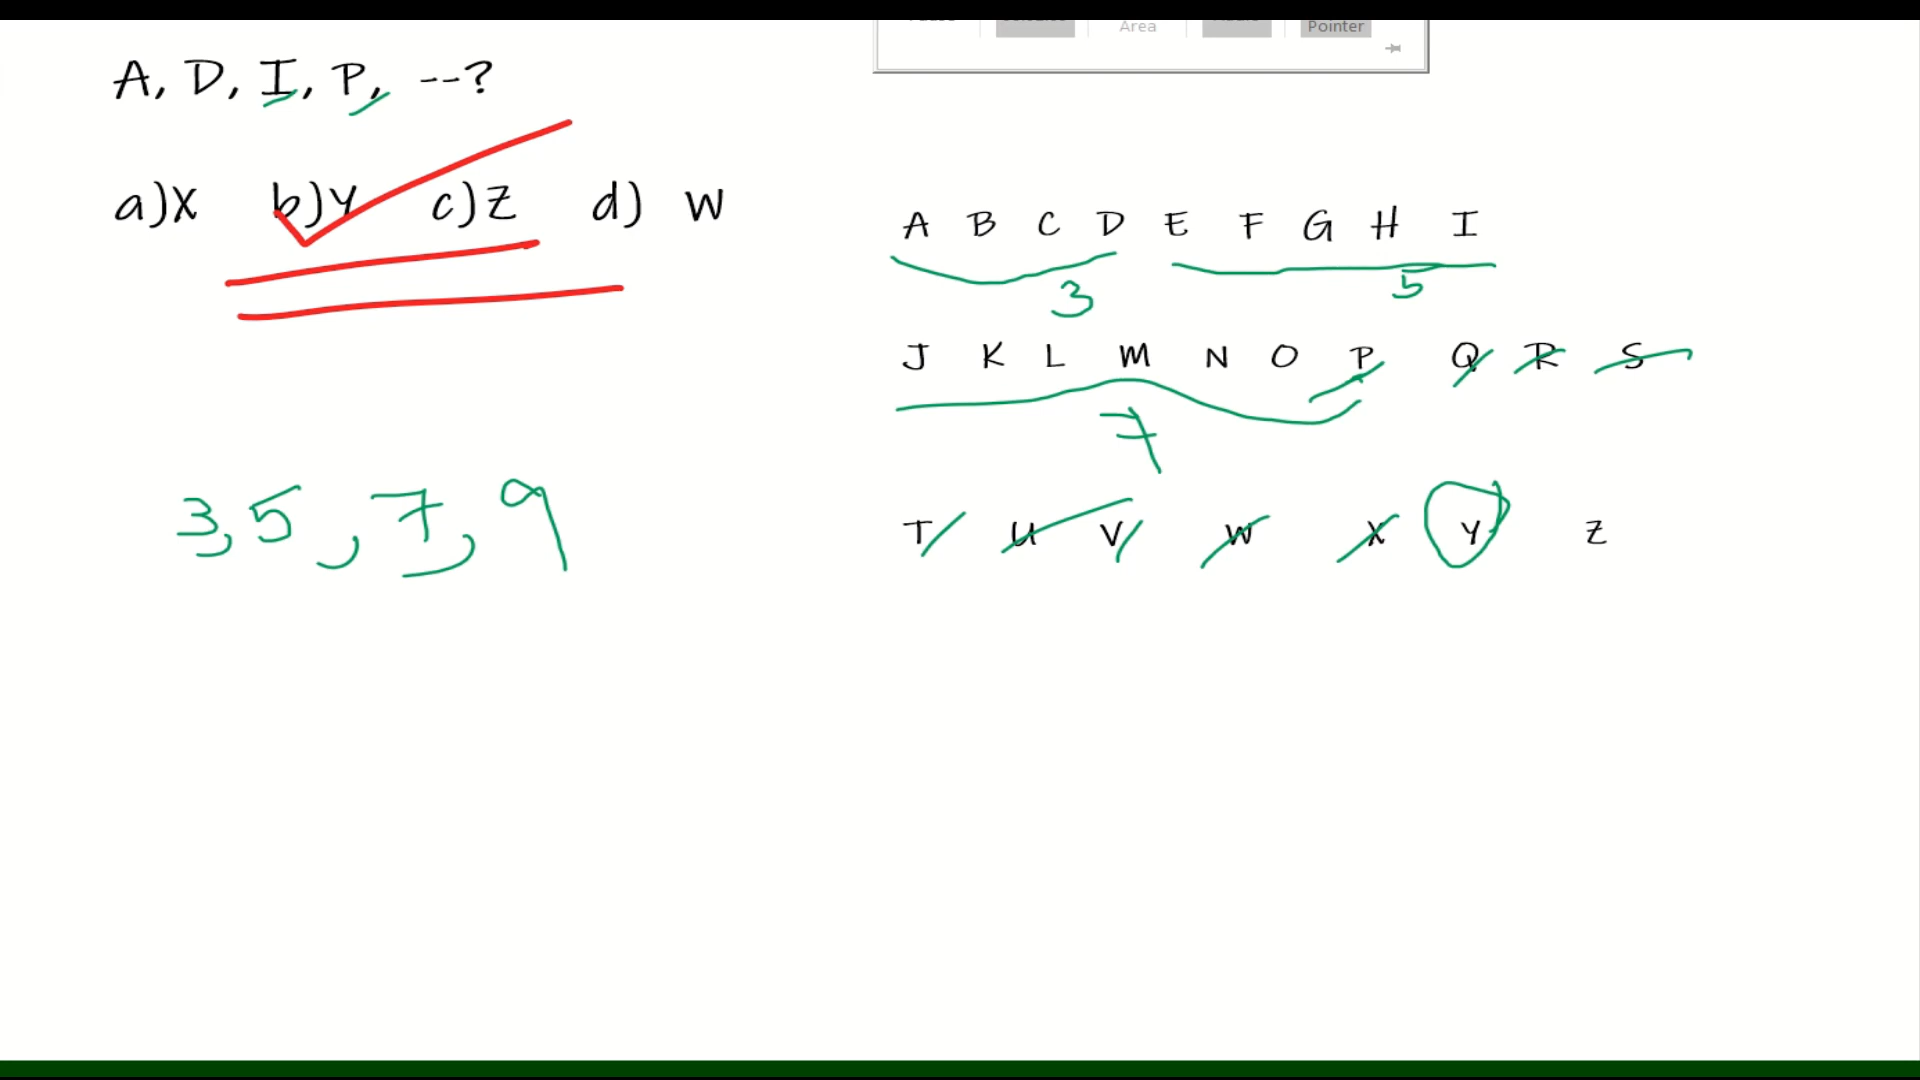 Area
Pointer
A, D, I, P, --?
a)X b)Y c)Z d) W
A B C D E F G H I
3 5
J K L M N O P Q R S
7
3, 5, 7, 9
T U V W X Y Z